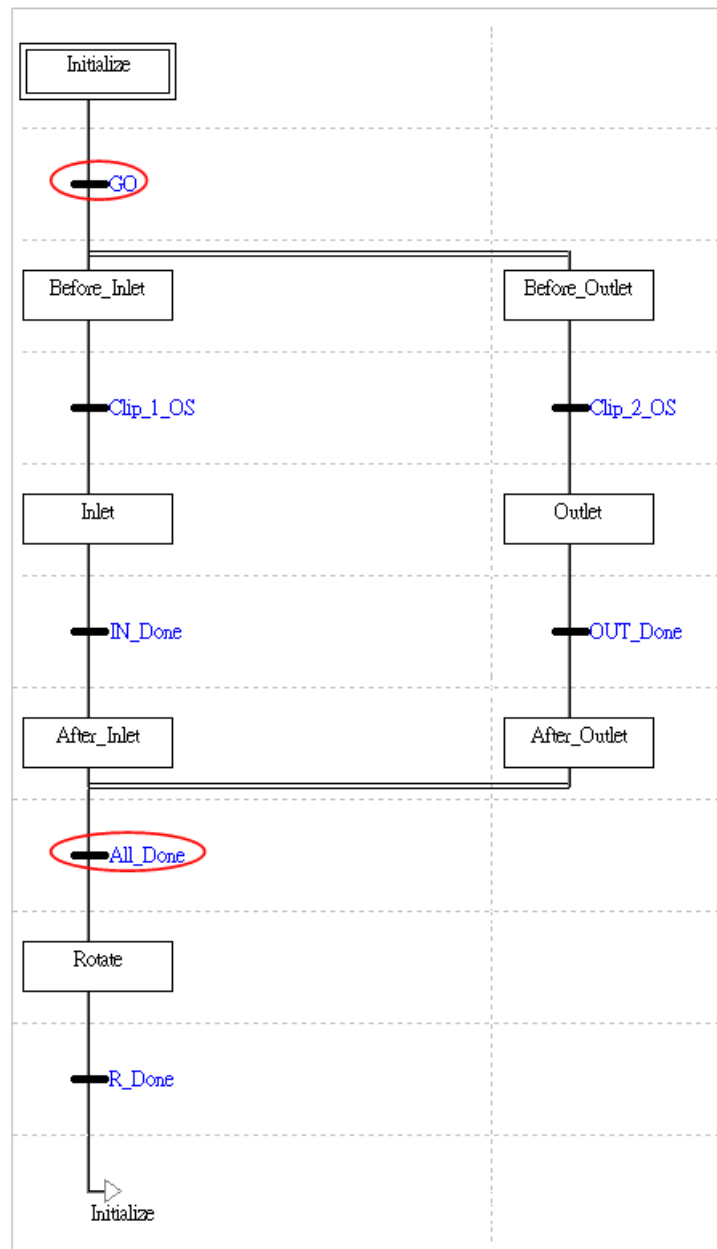 Initialize
GO
Before_Inlet
Before_Outlet
Clip_1_OS
Clip_2_OS
Inlet
Outlet
IN_Done
OUT_Done
After_Inlet
After_Outlet
All_Done
Rotate
R_Done
Initialize